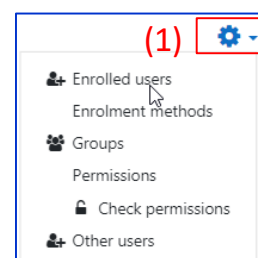 (1)
Enrolled users
Enrolment methods
Groups
Permissions
Check permissions
Other users